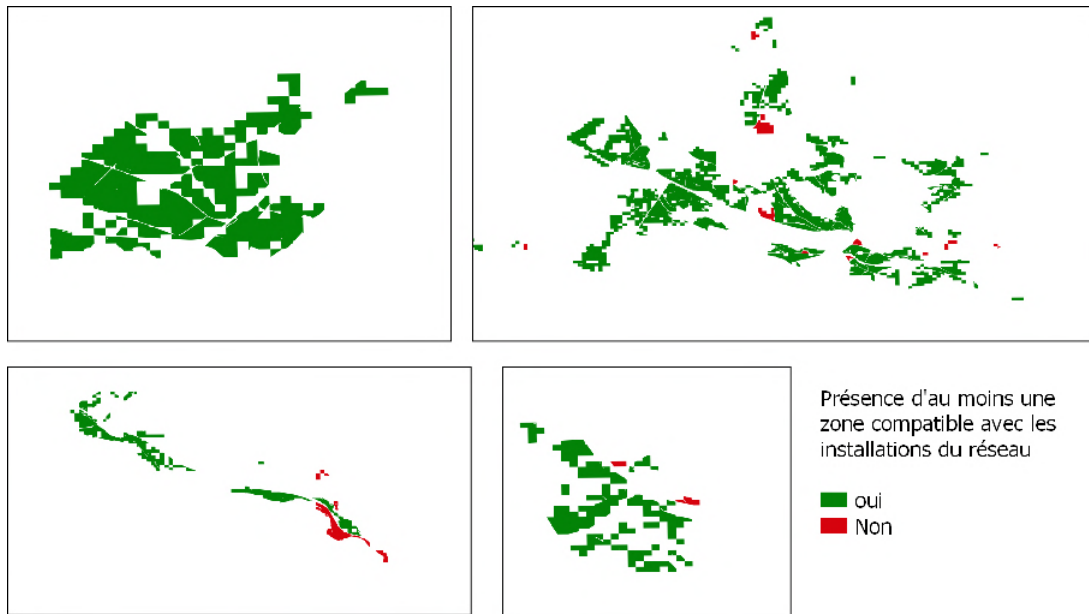 Présence d'au moins une
zone compatible avec les
installations du réseau
oui
Non